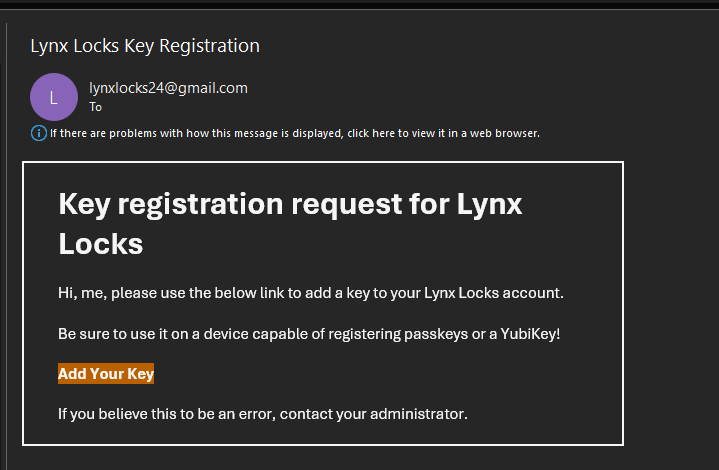 Lynx Locks Key Registration
L
lynxlocks24@gmail.com
To
If there are problems with how this message is displayed, click here to view it in a web browser.
Key registration request for Lynx
Locks
Hi, me, please use the below link to add a key to your Lynx Locks account.
Be sure to use it on a device capable of registering passkeys or a YubiKey!
Add Your Key
If you believe this to be an error, contact your administrator.